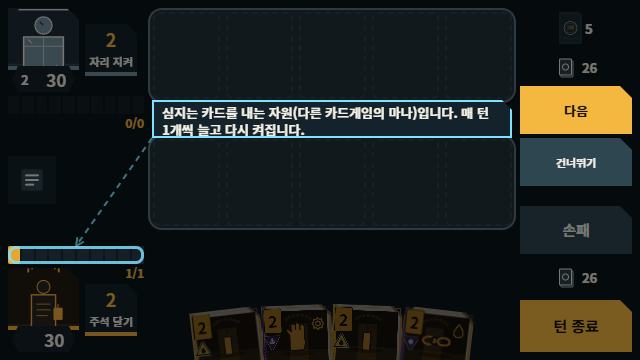 2
자리 지켜
2 30
0/0
5
26
심지는 카드를 내는 자원(다른 카드게임의 마나)입니다. 매 턴
1개씩 늘고 다시 켜집니다.
다음
건너뛰기
손패
26
턴 종료
1/1
2
주석 달기
30
2
2
2
2